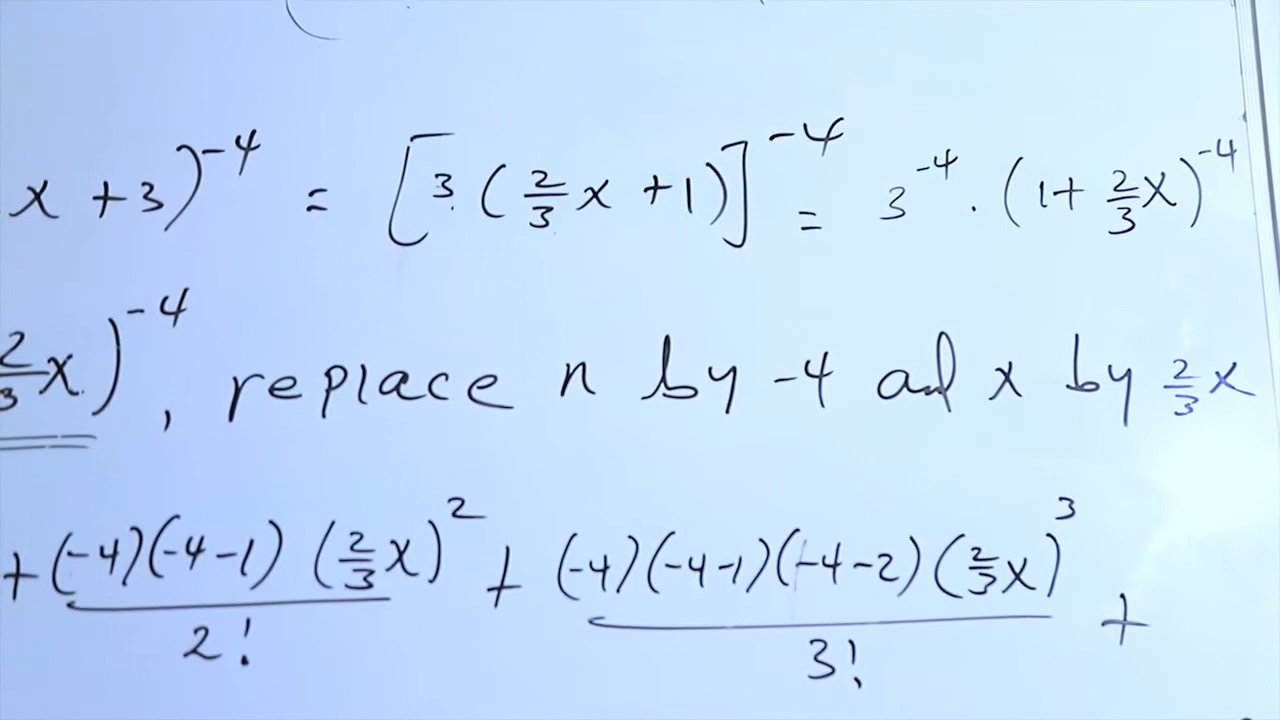 x + 3)⁻⁴ = [3 (2/3 x + 1)]⁻⁴ = 3⁻⁴ · (1 + 2/3 x)⁻⁴
2/3 x)⁻⁴, replace n by -4 and x by 2/3 x
+ (-4)(-4-1) (2/3 x)² / 2! + (-4)(-4-1)(-4-2)(2/3 x)³ / 3! +